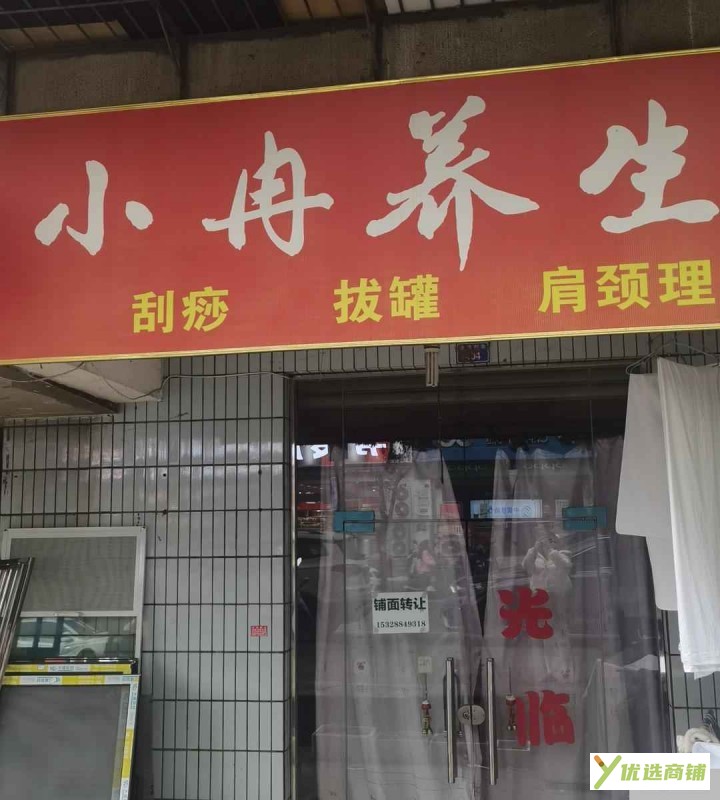 小冉养生
刮痧 拔罐 肩颈理
铺面转让
15328849318
光
临
优选商铺